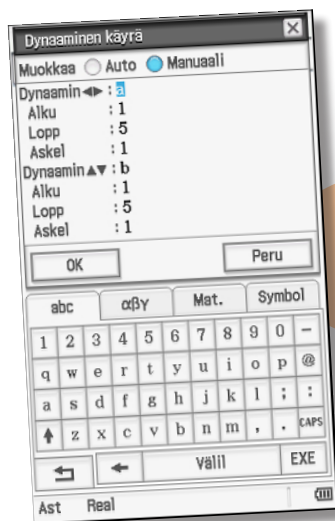 Dynaaminen käyrä
Muokkaa Auto Manuaali
Dynaamin◄► : a
Alku : 1
Lopp : 5
Askel : 1
Dynaamin▲▼ : b
Alku : 1
Lopp : 5
Askel : 1
OK Peru
abc αβγ Mat. Symbol
1 2 3 4 5 6 7 8 9 0 −
q w e r t y u i o p @
a s d f g h j k l ; :
z x c v b n m , . CAPS
Välil EXE
Ast Real